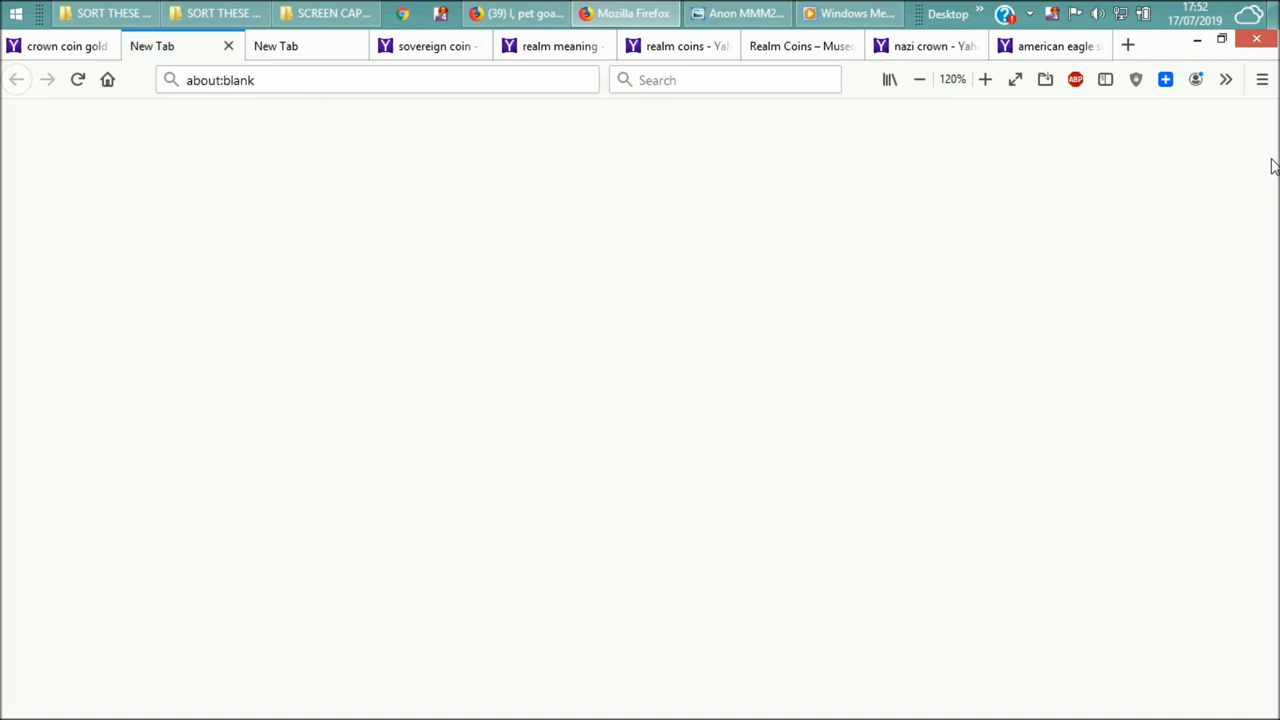 SORT THESE ... SORT THESE ... SCREEN CAP... (39) I, pet goa... Mozilla Firefox Anon MMM2... Windows Me... Desktop » 17:52
17/07/2019
crown coin gold New Tab New Tab sovereign coin - realm meaning - realm coins - Yah Realm Coins – Muse nazi crown - Yah american eagle s
about:blank Search 120% ABP